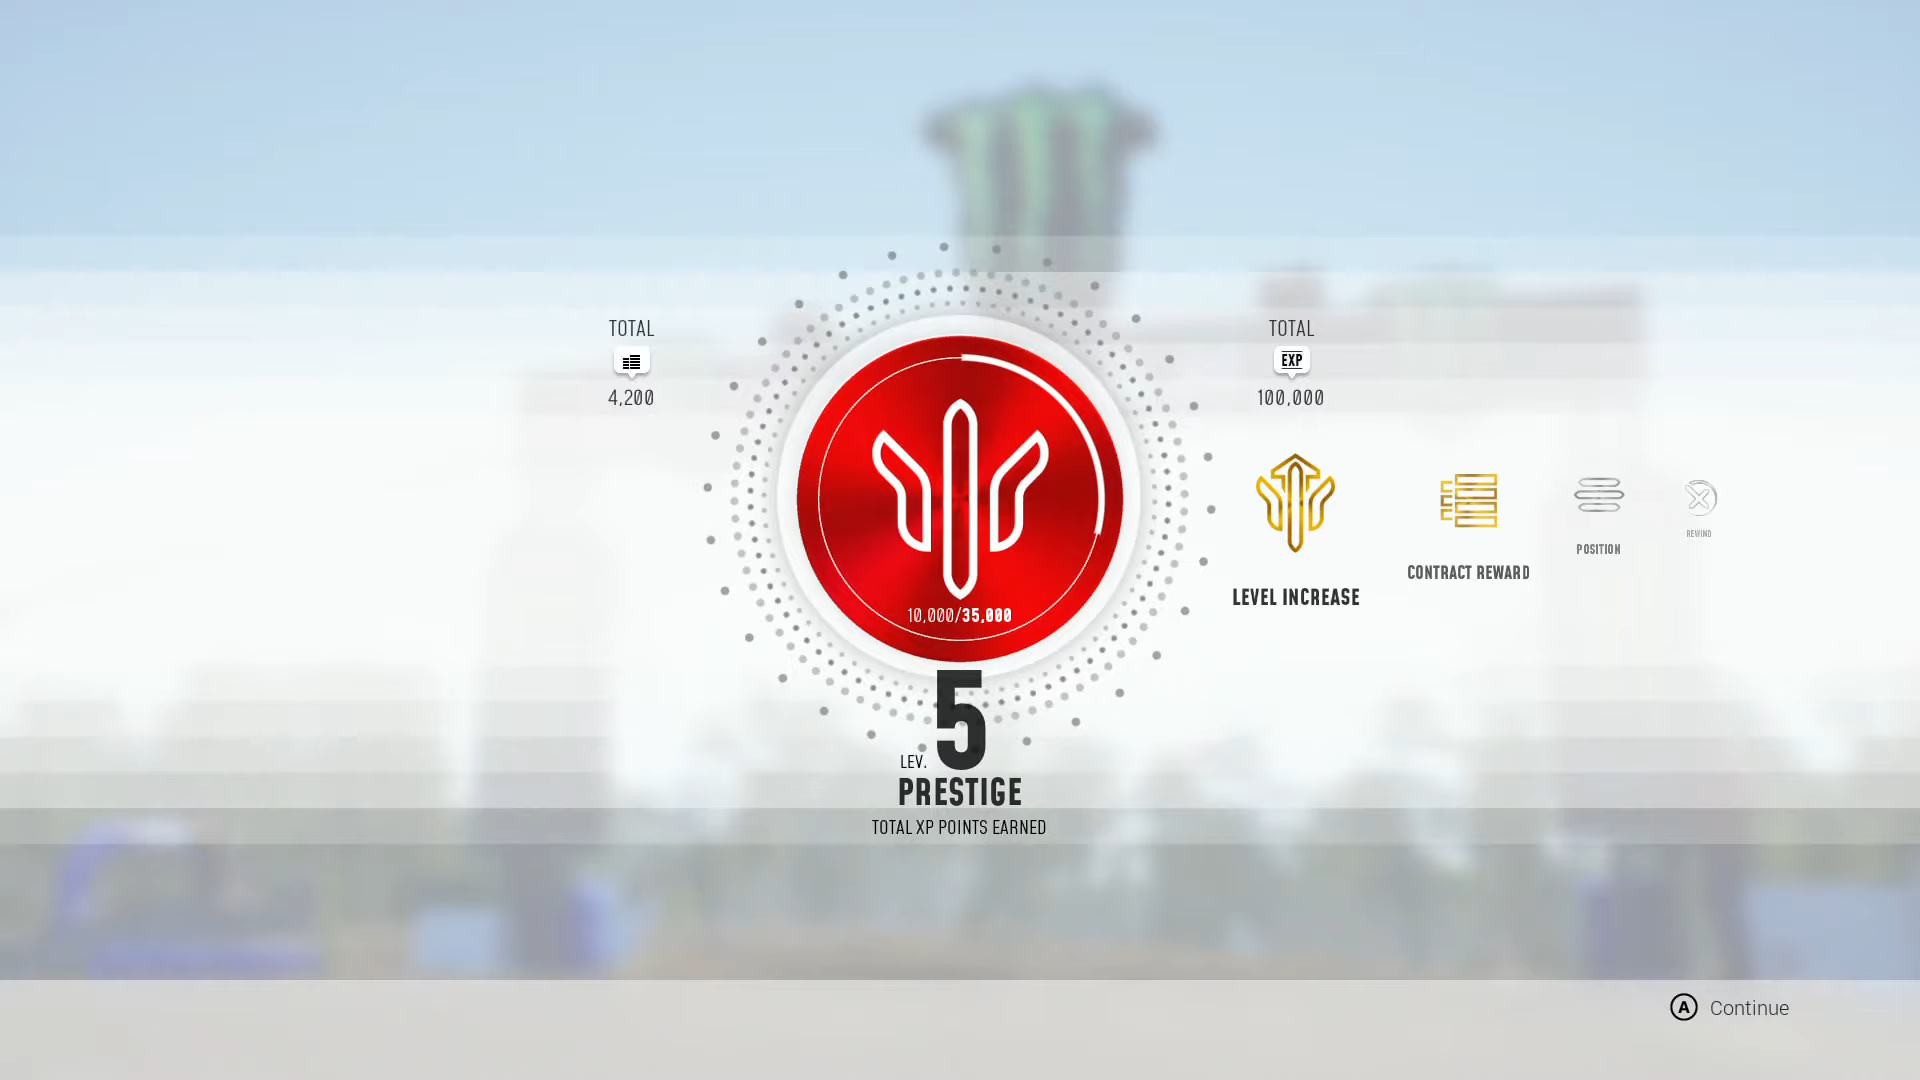 TOTAL
4,200
TOTAL
EXP
100,000
10,000/35,000
LEVEL INCREASE
CONTRACT REWARD
POSITION
REWIND
LEV. 5
PRESTIGE
TOTAL XP POINTS EARNED
A Continue